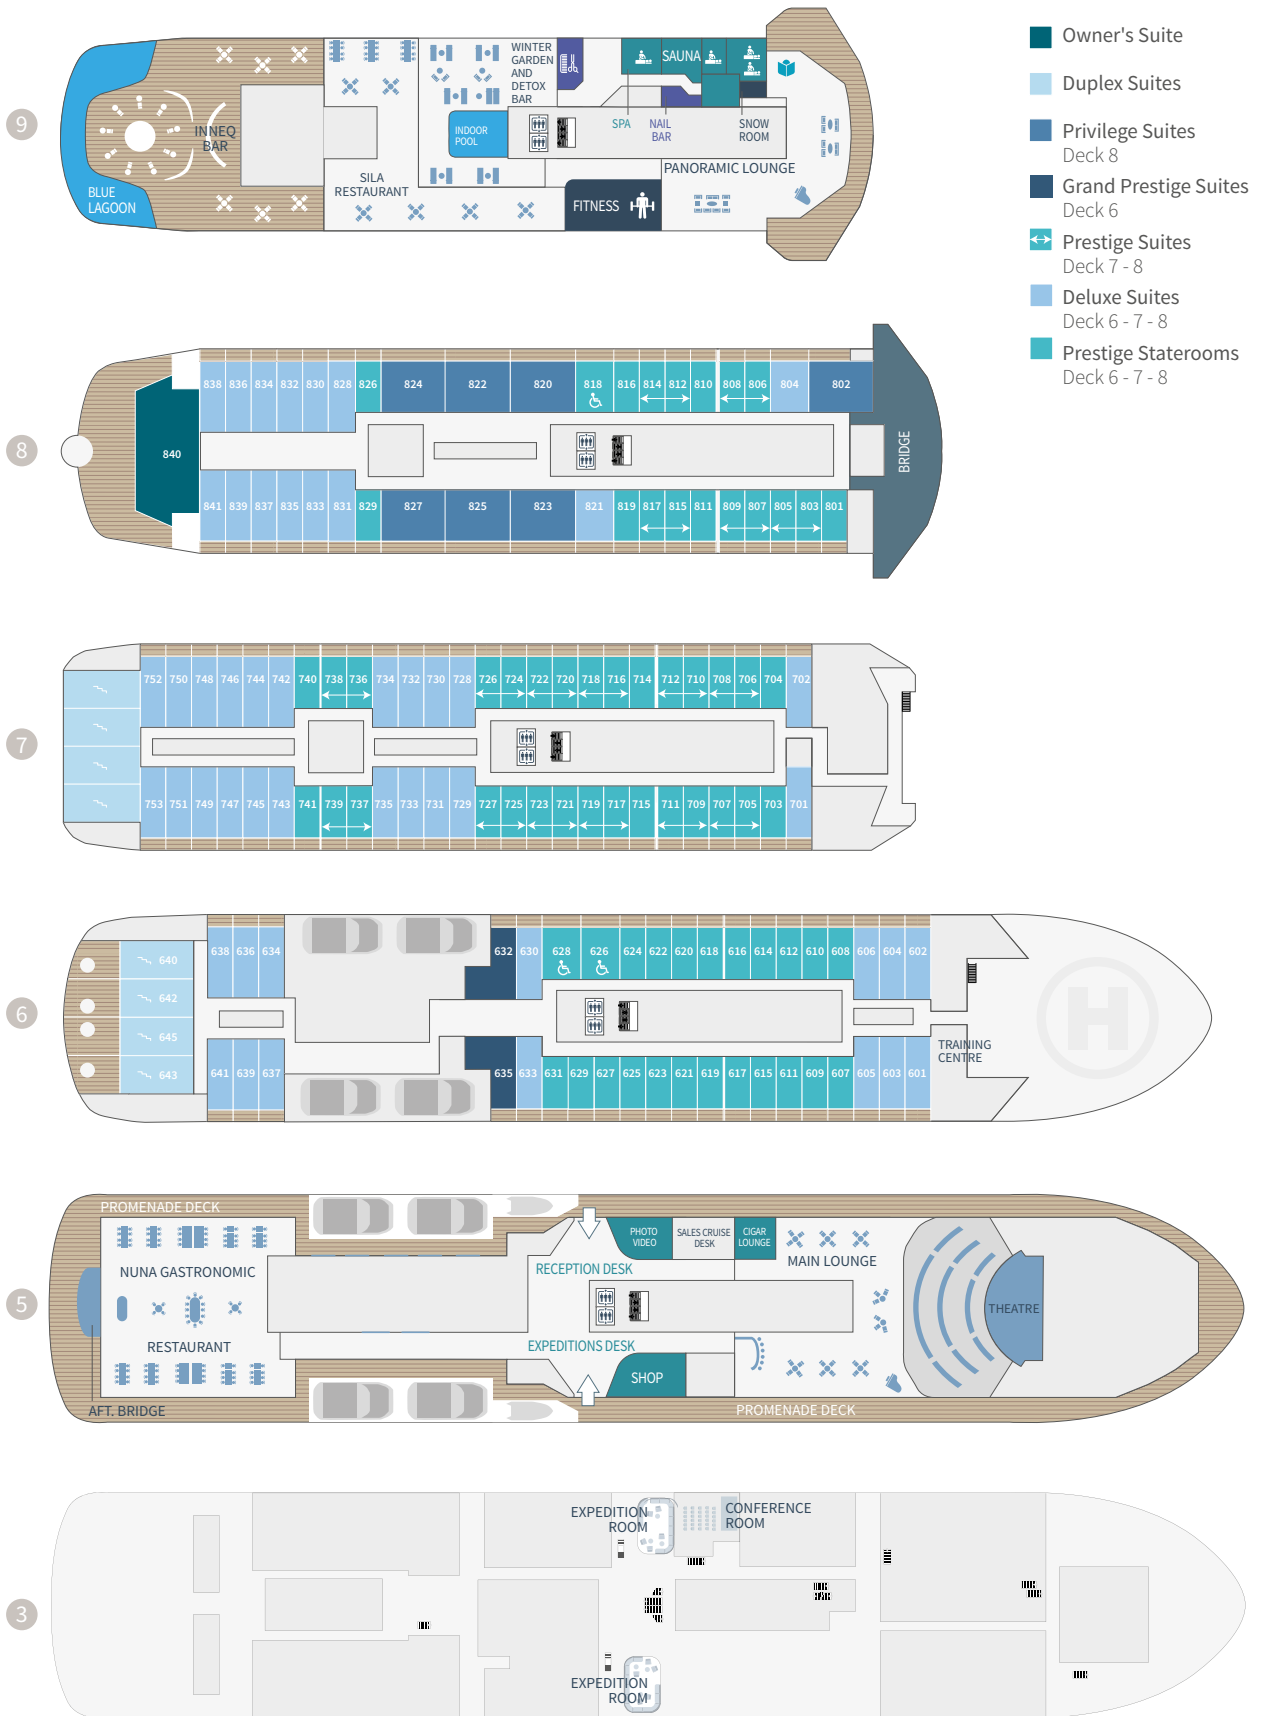 Owner's Suite
Duplex Suites
Privilege Suites
Deck 8
Grand Prestige Suites
Deck 6
Prestige Suites
Deck 7 - 8
Deluxe Suites
Deck 6 - 7 - 8
Prestige Staterooms
Deck 6 - 7 - 8
9
BLUE
LAGOON
INNEQ
BAR
SILA
RESTAURANT
WINTER
GARDEN
AND
DETOX
BAR
INDOOR
POOL
SAUNA
SPA
NAIL
BAR
SNOW
ROOM
PANORAMIC LOUNGE
FITNESS
8
838 836 834 832 830 828 826 824 822 820 818 816 814 812 810 808 806 804 802
840
BRIDGE
841 839 837 835 833 831 829 827 825 823 821 819 817 815 811 809 807 805 803 801
7
752 750 748 746 744 742 740 738 736 734 732 730 728 726 724 722 720 718 716 714 712 710 708 706 704 702
753 751 749 747 745 743 741 739 737 735 733 731 729 727 725 723 721 719 717 715 711 709 707 705 703 701
6
638 636 634 632 630 628 626 624 622 620 618 616 614 612 610 608 606 604 602
640
642
645
643
H
TRAINING
CENTRE
641 639 637 635 633 631 629 627 625 623 621 619 617 615 611 609 607 605 603 601
5
PROMENADE DECK
NUNA GASTRONOMIC
RESTAURANT
AFT. BRIDGE
PHOTO
VIDEO
SALES CRUISE
DESK
CIGAR
LOUNGE
RECEPTION DESK
MAIN LOUNGE
THEATRE
EXPEDITIONS DESK
SHOP
PROMENADE DECK
3
EXPEDITION
ROOM
CONFERENCE
ROOM
EXPEDITION
ROOM